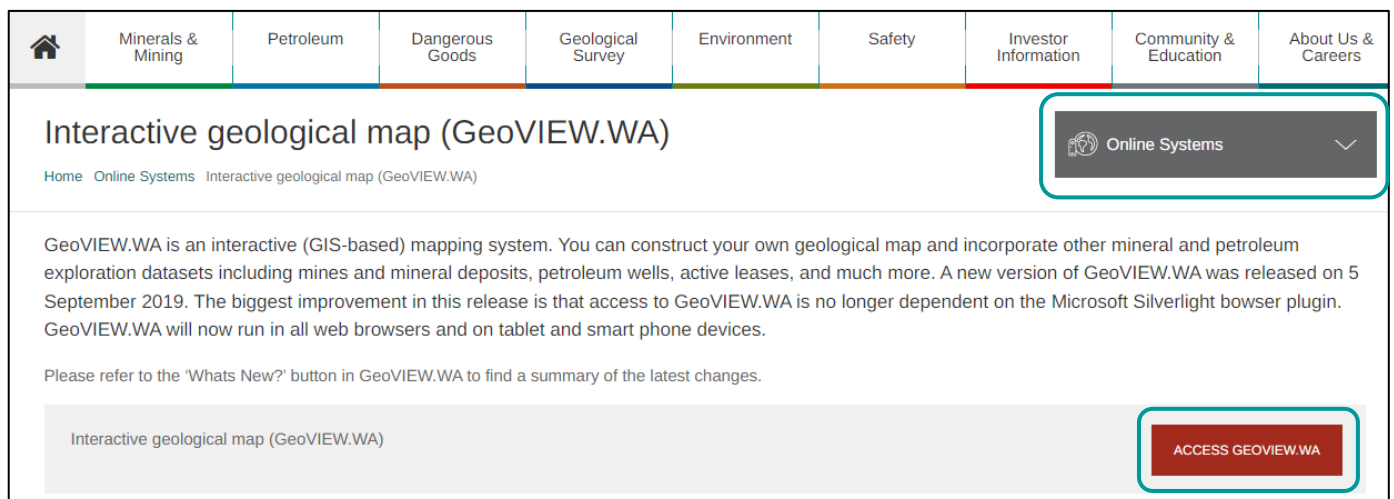 Minerals &
Mining
Petroleum
Dangerous
Goods
Geological
Survey
Environment
Safety
Investor
Information
Community &
Education
About Us &
Careers
Interactive geological map (GeoVIEW.WA)
Online Systems
Home Online Systems Interactive geological map (GeoVIEW.WA)
GeoVIEW.WA is an interactive (GIS-based) mapping system. You can construct your own geological map and incorporate other mineral and petroleum
exploration datasets including mines and mineral deposits, petroleum wells, active leases, and much more. A new version of GeoVIEW.WA was released on 5
September 2019. The biggest improvement in this release is that access to GeoVIEW.WA is no longer dependent on the Microsoft Silverlight bowser plugin.
GeoVIEW.WA will now run in all web browsers and on tablet and smart phone devices.
Please refer to the ‘Whats New?’ button in GeoVIEW.WA to find a summary of the latest changes.
Interactive geological map (GeoVIEW.WA)
ACCESS GEOVIEW.WA